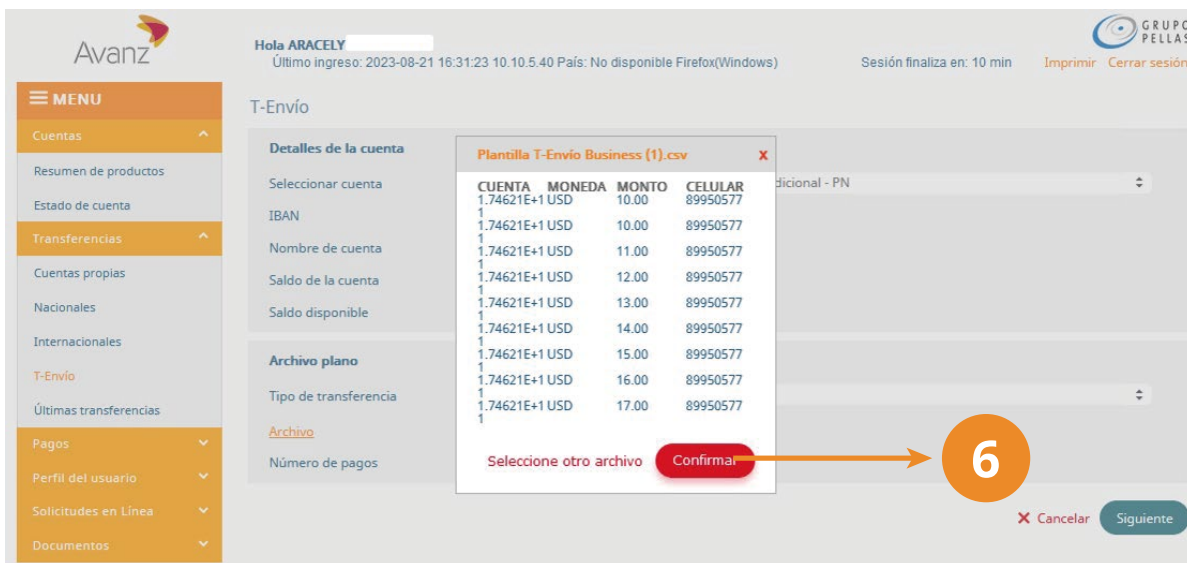 Avanz
Hola ARACELY
Último ingreso: 2023-08-21 16:31:23 10.10.5.40 País: No disponible Firefox(Windows)
Sesión finaliza en: 10 min
GRUPO
PELLAS
Imprimir Cerrar sesión
MENU
Cuentas
Resumen de productos
Estado de cuenta
Transferencias
Cuentas propias
Nacionales
Internacionales
T-Envío
Últimas transferencias
Pagos
Perfil del usuario
Solicitudes en Línea
Documentos
T-Envío
Detalles de la cuenta
Seleccionar cuenta
dicional - PN
IBAN
Nombre de cuenta
Saldo de la cuenta
Saldo disponible
Archivo plano
Tipo de transferencia
Archivo
Número de pagos
Plantilla T-Envío Business (1).csv x
CUENTA MONEDA MONTO CELULAR
1.74621E+1 USD 10.00 89950577
1
1.74621E+1 USD 10.00 89950577
1
1.74621E+1 USD 11.00 89950577
1
1.74621E+1 USD 12.00 89950577
1
1.74621E+1 USD 13.00 89950577
1
1.74621E+1 USD 14.00 89950577
1
1.74621E+1 USD 15.00 89950577
1
1.74621E+1 USD 16.00 89950577
1
1.74621E+1 USD 17.00 89950577
1
Seleccione otro archivo Confirmar
6
X Cancelar Siguiente